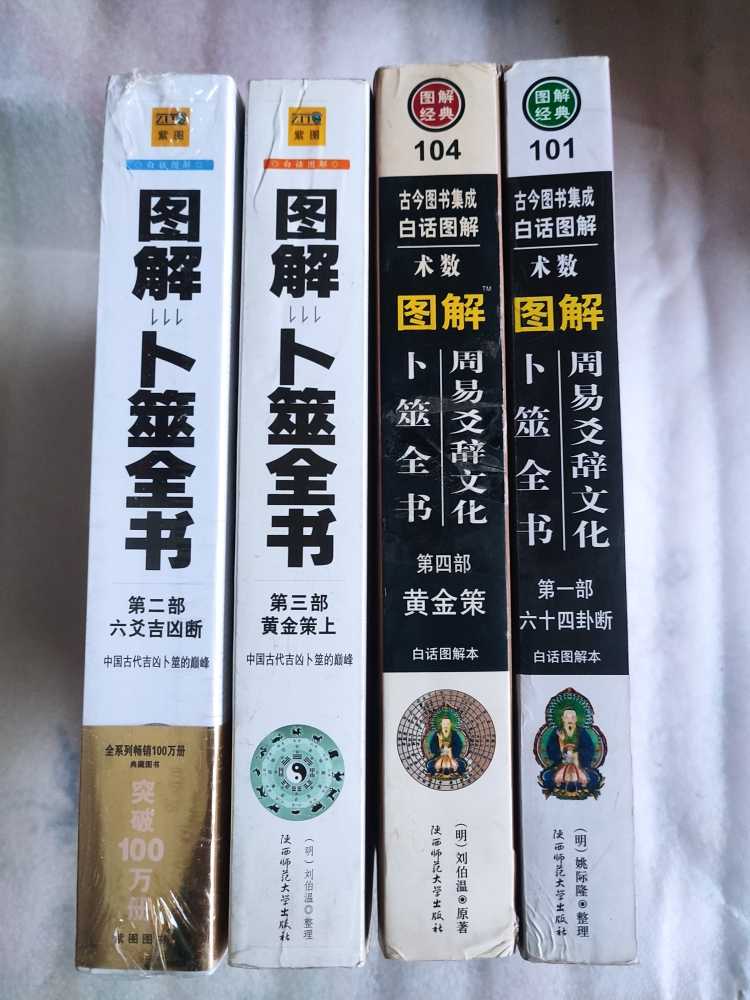 紫图
白话图解
图解
卜筮全书
第二部
六爻吉凶断
中国古代吉凶卜筮的巅峰
全系列畅销100万册
典藏图书
突破100万册
紫图图书
紫图
白话图解
图解
卜筮全书
第三部
黄金策上
中国古代吉凶卜筮的巅峰
(明)刘伯温◎整理
陕西师范大学出版社
图解
经典
104
古今图书集成
白话图解
术数
图解™
周易爻辞文化
卜筮全书
第四部
黄金策
白话图解本
(明)刘伯温◎原著
陕西师范大学出版社
图解
经典
101
古今图书集成
白话图解
术数
图解
周易爻辞文化
卜筮全书
第一部
六十四卦断
白话图解本
(明)姚际隆◎整理
陕西师范大学出版社